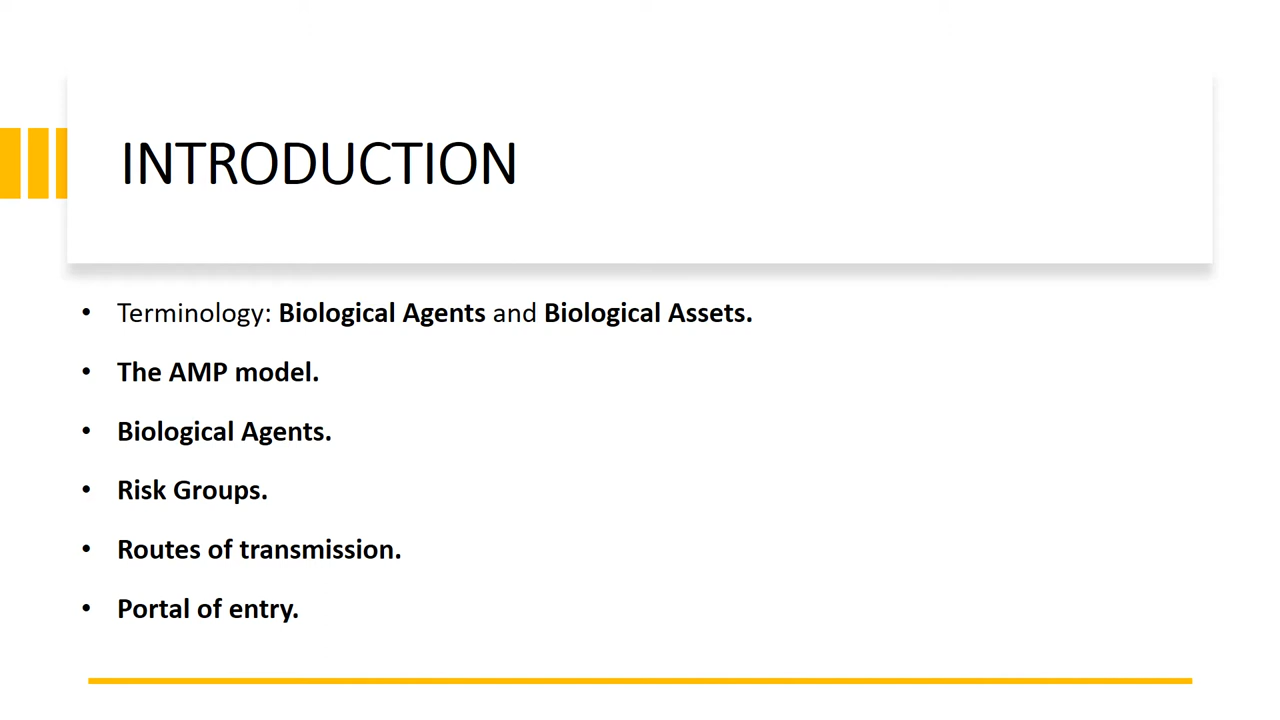 INTRODUCTION
• Terminology: Biological Agents and Biological Assets.
• The AMP model.
• Biological Agents.
• Risk Groups.
• Routes of transmission.
• Portal of entry.